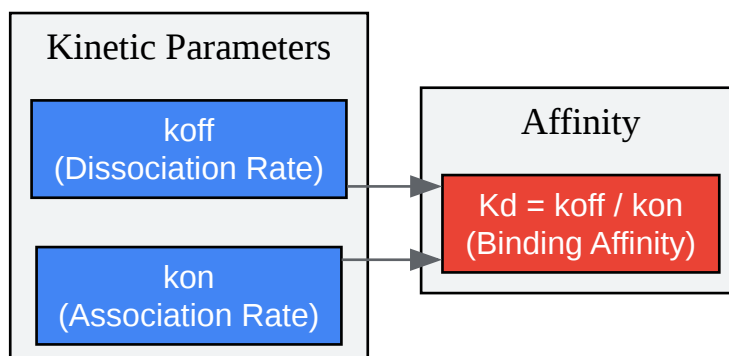 Kinetic Parameters
koff
(Dissociation Rate)
kon
(Association Rate)
Affinity
Kd = koff / kon
(Binding Affinity)